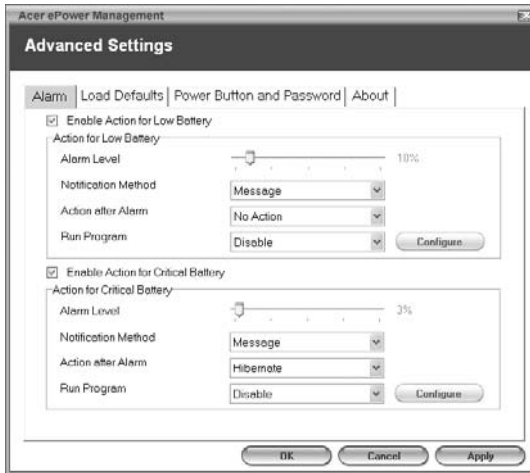 Acer ePower Management
Advanced Settings
Alarm Load Defaults Power Button and Password About
Enable Action for Low Battery
Action for Low Battery
Alarm Level 10%
Notification Method Message
Action after Alarm No Action
Run Program Disable Configure
Enable Action for Critical Battery
Action for Critical Battery
Alarm Level 3%
Notification Method Message
Action after Alarm Hibernate
Run Program Disable Configure
OK Cancel Apply